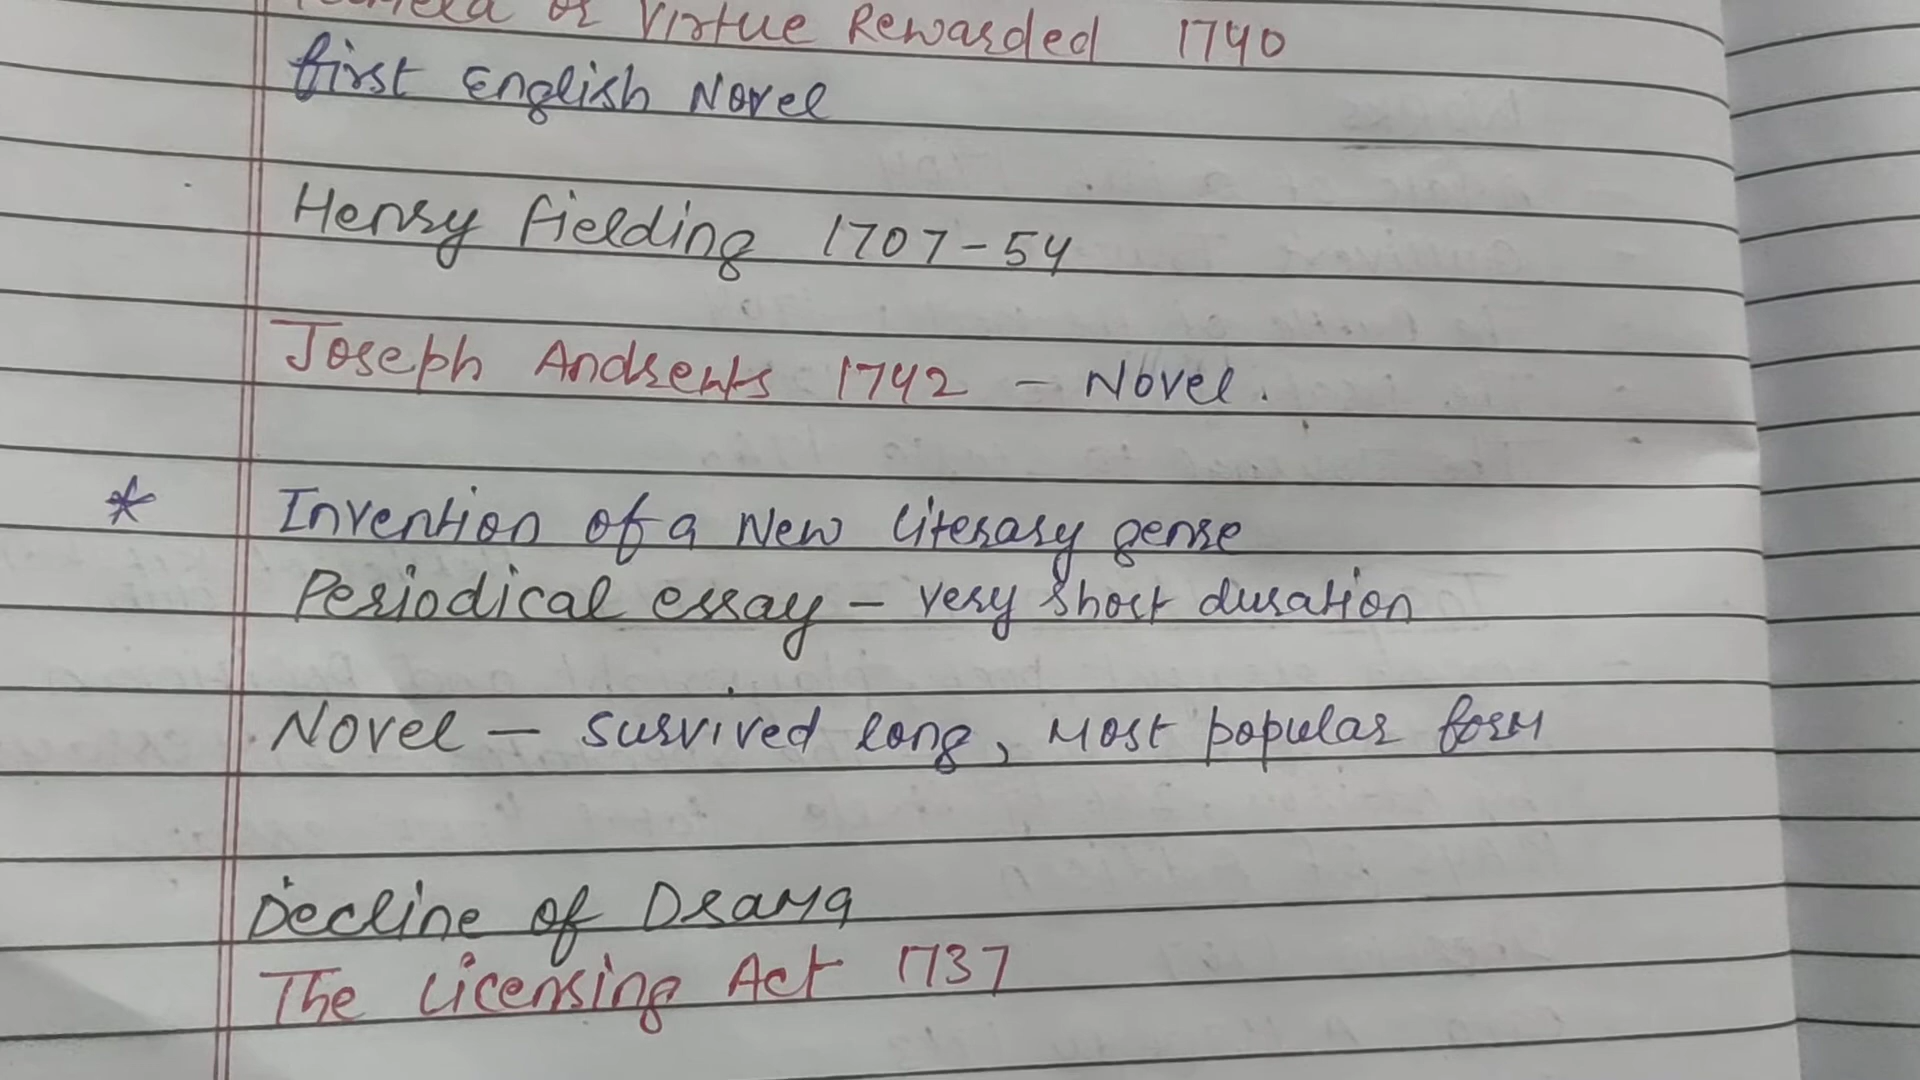 or Virtue Rewarded 1740
first English Novel
Henry Fielding 1707-54
Joseph Andrews 1742 - Novel.
* Invention of a New literary genre
Periodical essay - very short duration
Novel - survived long, Most popular form
Decline of Drama
The Licensing Act 1737